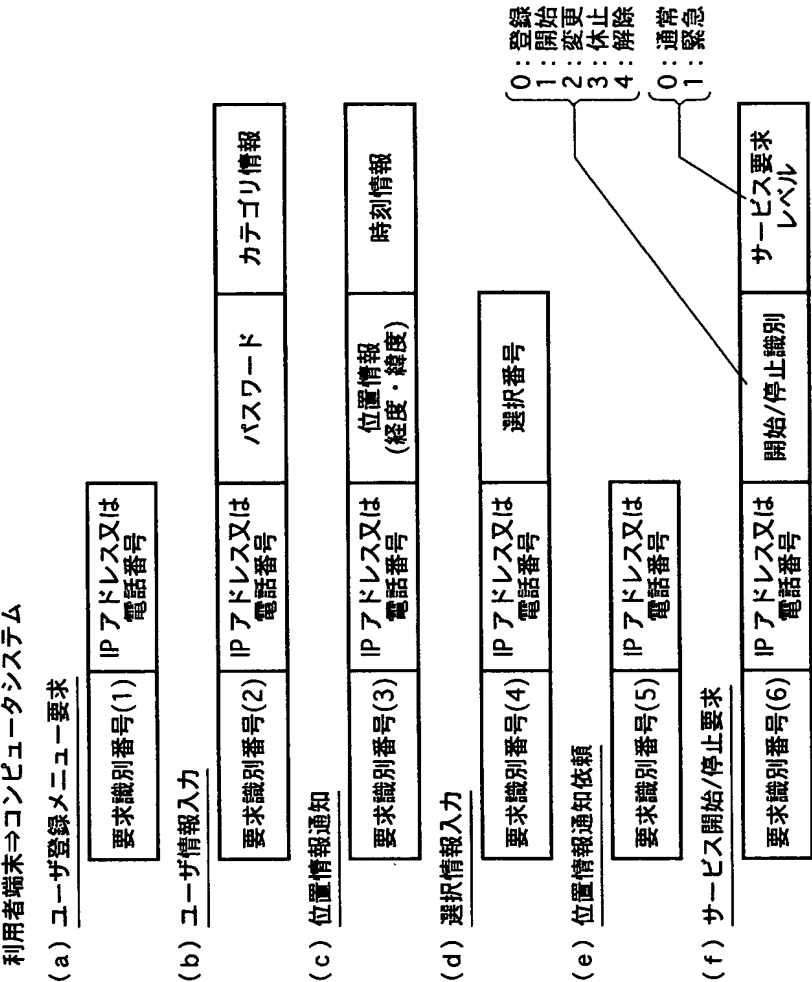 利用者端末⇒コンピュータシステム
(a) ユーザ登録メニュー要求
要求識別番号(1)
IPアドレス又は
電話番号
(b) ユーザ情報入力
要求識別番号(2)
IPアドレス又は
電話番号
パスワード
カテゴリ情報
(c) 位置情報通知
要求識別番号(3)
IPアドレス又は
電話番号
位置情報
(経度・緯度)
時刻情報
(d) 選択情報入力
要求識別番号(4)
IPアドレス又は
電話番号
選択番号
(e) 位置情報通知依頼
要求識別番号(5)
IPアドレス又は
電話番号
(f) サービス開始/停止要求
要求識別番号(6)
IPアドレス又は
電話番号
開始/停止識別
サービス要求
レベル
0:登録
1:開始
2:変更
3:休止
4:解除
0:通常
1:緊急